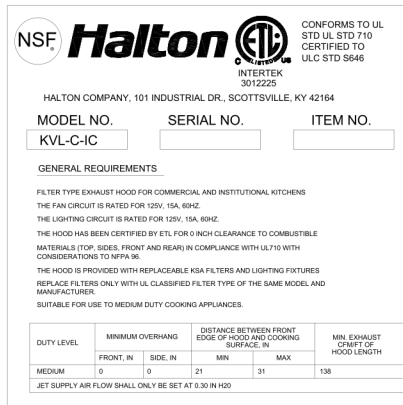 NSF
Halton
C LISTED US
INTERTEK
3012225
CONFORMS TO UL
STD UL STD 710
CERTIFIED TO
ULC STD S646
HALTON COMPANY, 101 INDUSTRIAL DR., SCOTTSVILLE, KY 42164
MODEL NO. SERIAL NO. ITEM NO.
KVL-C-IC
GENERAL REQUIREMENTS
FILTER TYPE EXHAUST HOOD FOR COMMERCIAL AND INSTITUTIONAL KITCHENS
THE FAN CIRCUIT IS RATED FOR 125V, 15A, 60HZ.
THE LIGHTING CIRCUIT IS RATED FOR 125V, 15A, 60HZ.
THE HOOD HAS BEEN CERTIFIED BY ETL FOR 0 INCH CLEARANCE TO COMBUSTIBLE
MATERIALS (TOP, SIDES, FRONT AND REAR) IN COMPLIANCE WITH UL710 WITH
CONSIDERATIONS TO NFPA 96.
THE HOOD IS PROVIDED WITH REPLACEABLE KSA FILTERS AND LIGHTING FIXTURES
REPLACE FILTERS ONLY WITH UL CLASSIFIED FILTER TYPE OF THE SAME MODEL AND
MANUFACTURER.
SUITABLE FOR USE TO MEDIUM DUTY COOKING APPLIANCES.
DUTY LEVEL
MINIMUM OVERHANG
FRONT, IN SIDE, IN
DISTANCE BETWEEN FRONT
EDGE OF HOOD AND COOKING
SURFACE, IN
MIN MAX
MIN. EXHAUST
CFM/FT OF
HOOD LENGTH
MEDIUM 0 0 21 31 138
JET SUPPLY AIR FLOW SHALL ONLY BE SET AT 0.30 IN H20